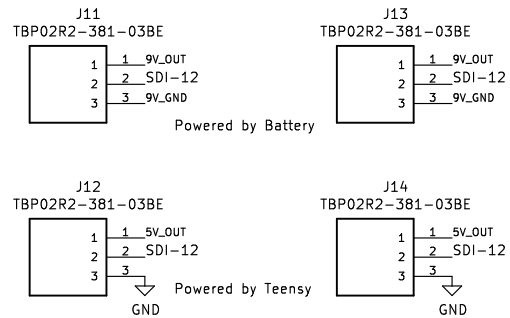 J11
TBP02R2-381-03BE
1 1 9V_OUT
2 2 SDI-12
3 3 9V_GND
J13
TBP02R2-381-03BE
1 1 9V_OUT
2 2 SDI-12
3 3 9V_GND
Powered by Battery
J12
TBP02R2-381-03BE
1 1 5V_OUT
2 2 SDI-12
3 3
GND
J14
TBP02R2-381-03BE
1 1 5V_OUT
2 2 SDI-12
3 3
GND
Powered by Teensy